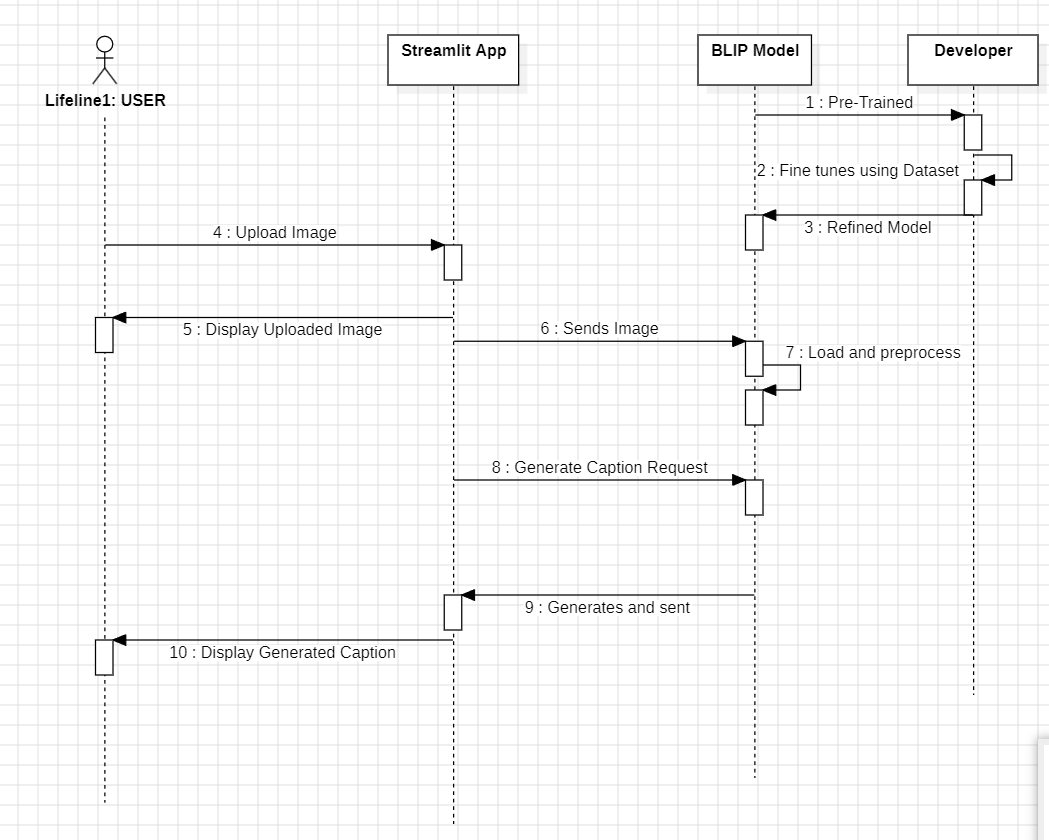 Streamlit App
BLIP Model
Developer
Lifeline1: USER
1 : Pre-Trained
2 : Fine tunes using Dataset
3 : Refined Model
4 : Upload Image
5 : Display Uploaded Image
6 : Sends Image
7 : Load and preprocess
8 : Generate Caption Request
9 : Generates and sent
10 : Display Generated Caption